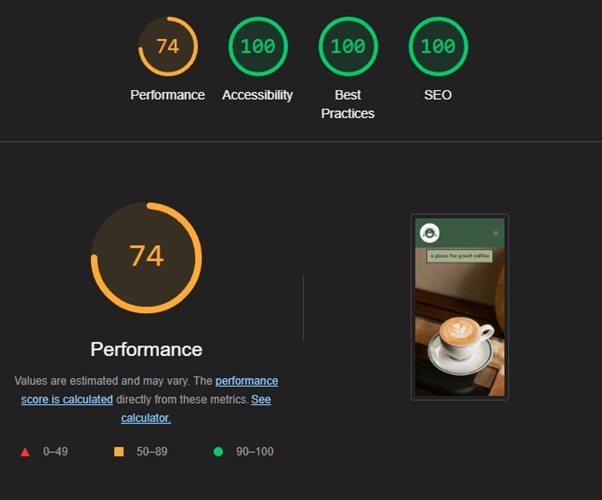 74
100
100
100
Performance
Accessibility
Best
Practices
SEO
74
Performance
Values are estimated and may vary. The performance
score is calculated directly from these metrics. See
calculator.
0–49
50–89
90–100
A place for great coffee